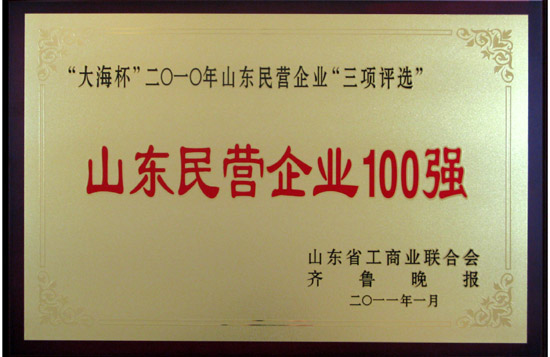 “大海杯”二〇一〇年山东民营企业“三项评选”
山东民营企业100强
山东省工商业联合会
齐鲁晚报
二〇一一年一月